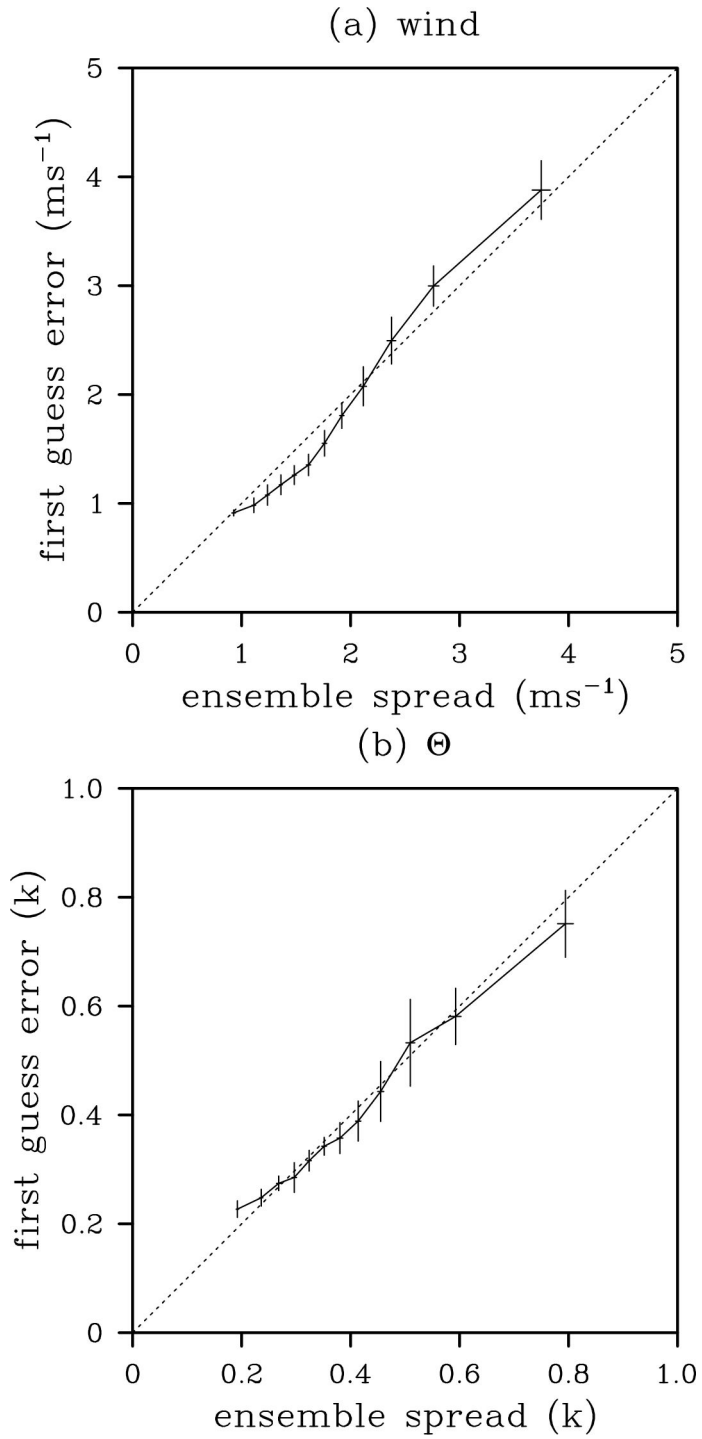 (a) wind
5
4
3
2
1
0
first guess error (ms⁻¹)
0 1 2 3 4 5
ensemble spread (ms⁻¹)
(b) Θ
1.0
0.8
0.6
0.4
0.2
0
first guess error (k)
0 0.2 0.4 0.6 0.8 1.0
ensemble spread (k)